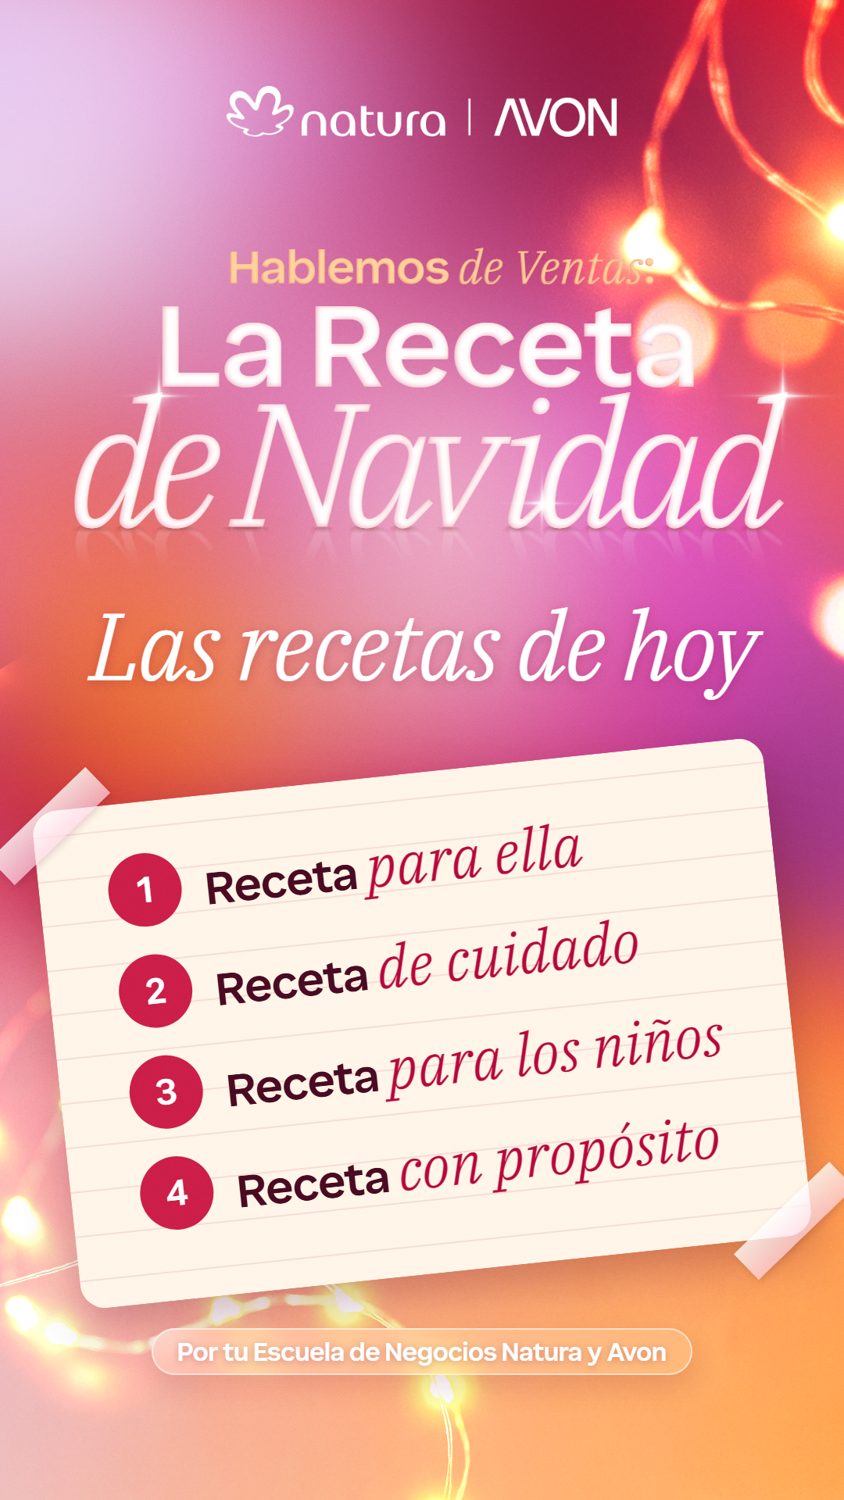 natura | AVON
Hablemos de Ventas:
La Receta
de Navidad
Las recetas de hoy
1 Receta para ella
2 Receta de cuidado
3 Receta para los niños
4 Receta con propósito
Por tu Escuela de Negocios Natura y Avon